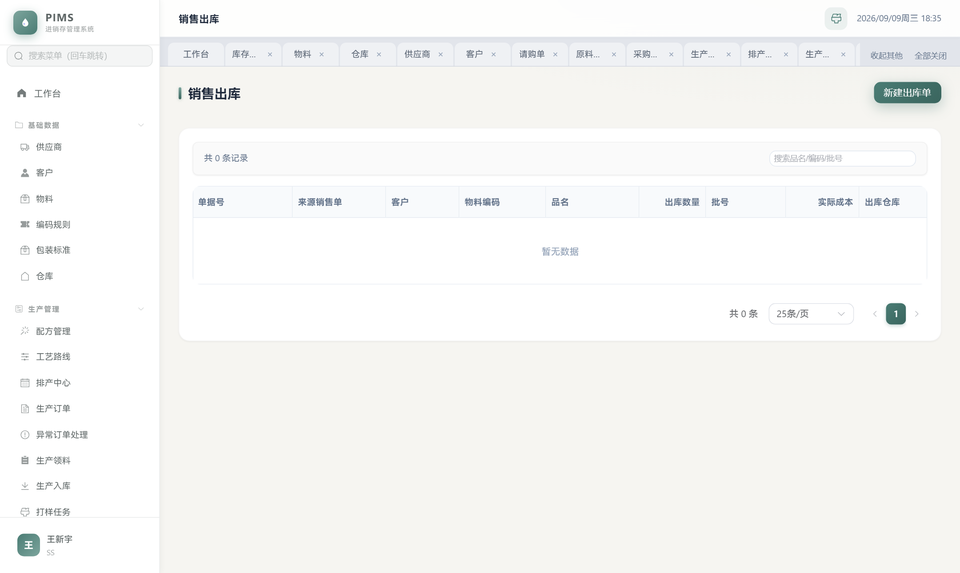 PIMS
进销存管理系统
搜索菜单（回车跳转）
工作台
基础数据
供应商
客户
物料
编码规则
包装标准
仓库
生产管理
配方管理
工艺路线
排产中心
生产订单
异常订单处理
生产领料
生产入库
打样任务
王
王新宇
SS
销售出库
2026/09/09周三 18:35
工作台 库存... × 物料 × 仓库 × 供应商 × 客户 × 请购单 × 原料... × 采购... × 生产... × 排产... × 生产... × 收起其他 全部关闭
销售出库
新建出库单
共 0 条记录
搜索品名/编码/批号
单据号 来源销售单 客户 物料编码 品名 出库数量 批号 实际成本 出库仓库
暂无数据
共 0 条 25条/页 1